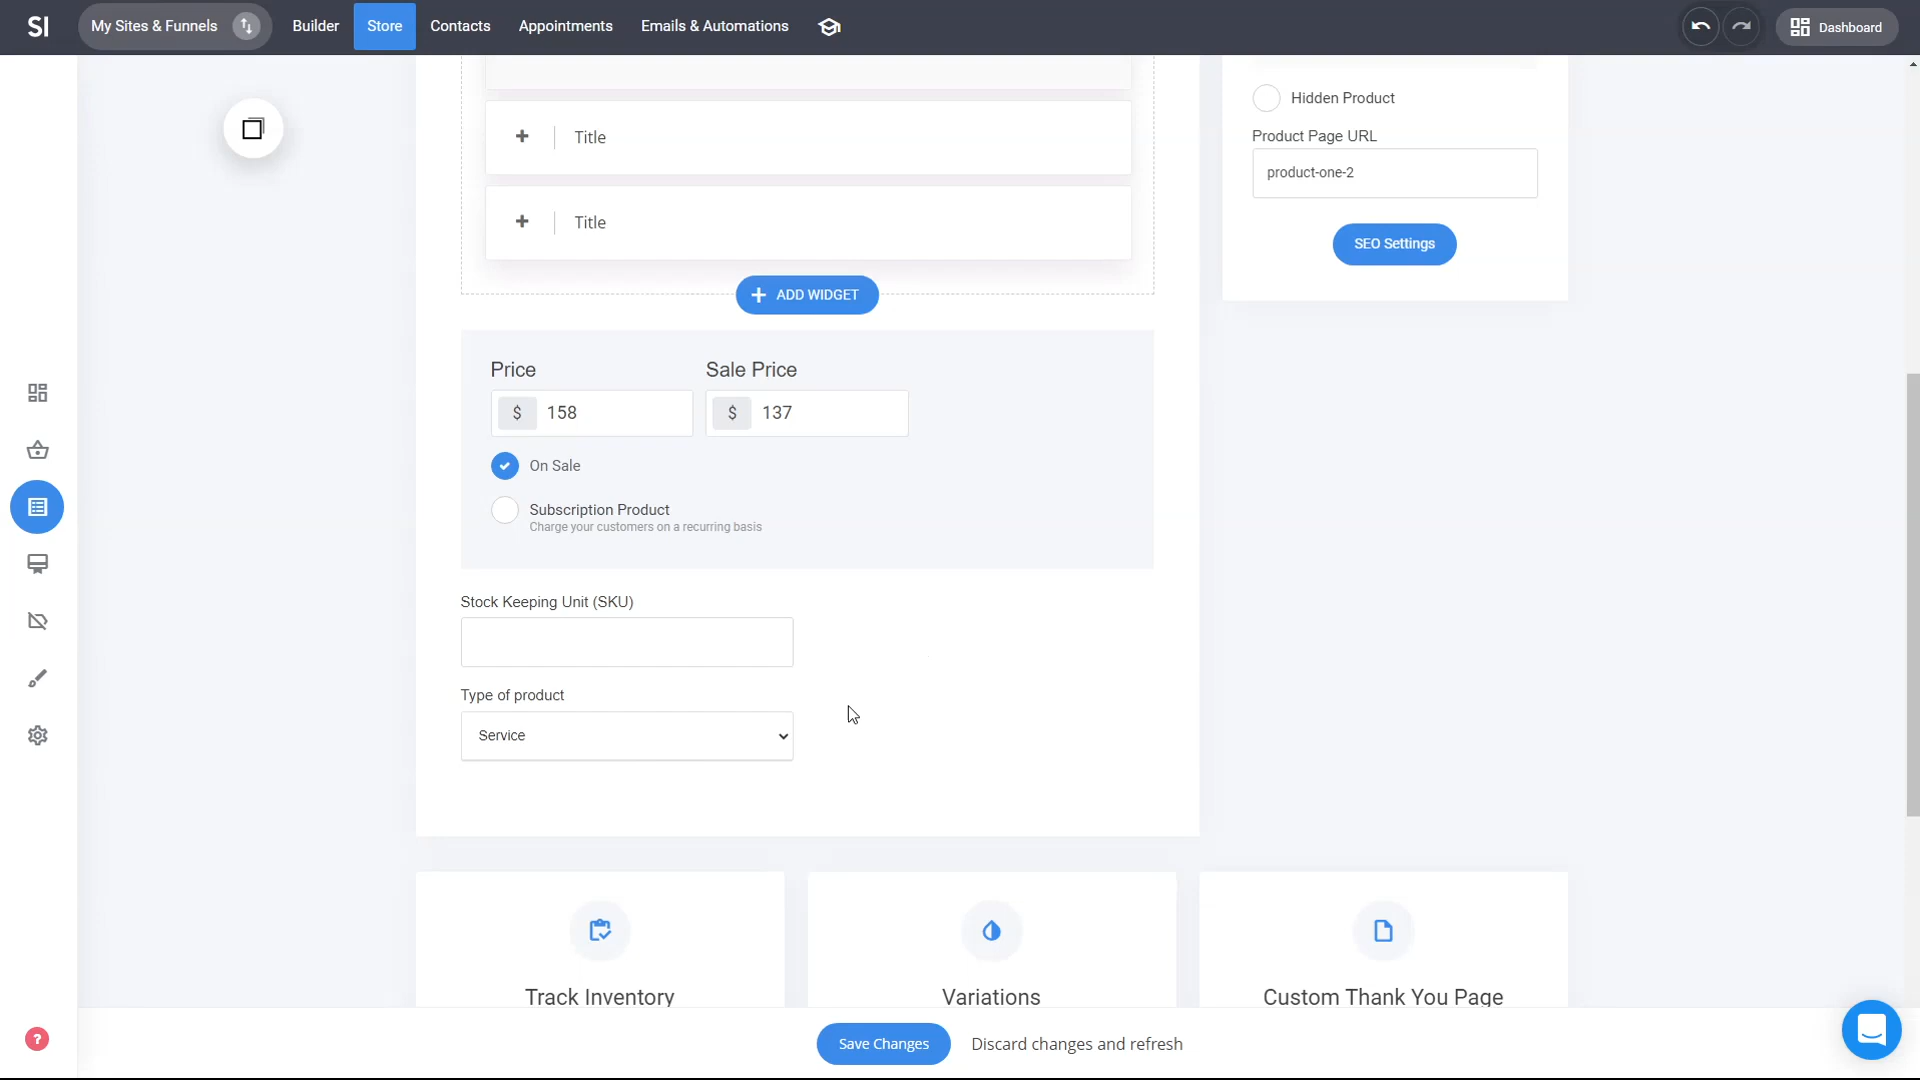 SI
My Sites & Funnels
Builder
Store
Contacts
Appointments
Emails & Automations
Dashboard
Hidden Product
Product Page URL
product-one-2
SEO Settings
+ Title
+ Title
+ ADD WIDGET
Price
Sale Price
$ 158
$ 137
On Sale
Subscription Product
Charge your customers on a recurring basis
Stock Keeping Unit (SKU)
Type of product
Service
Track Inventory
Variations
Custom Thank You Page
?
Save Changes
Discard changes and refresh